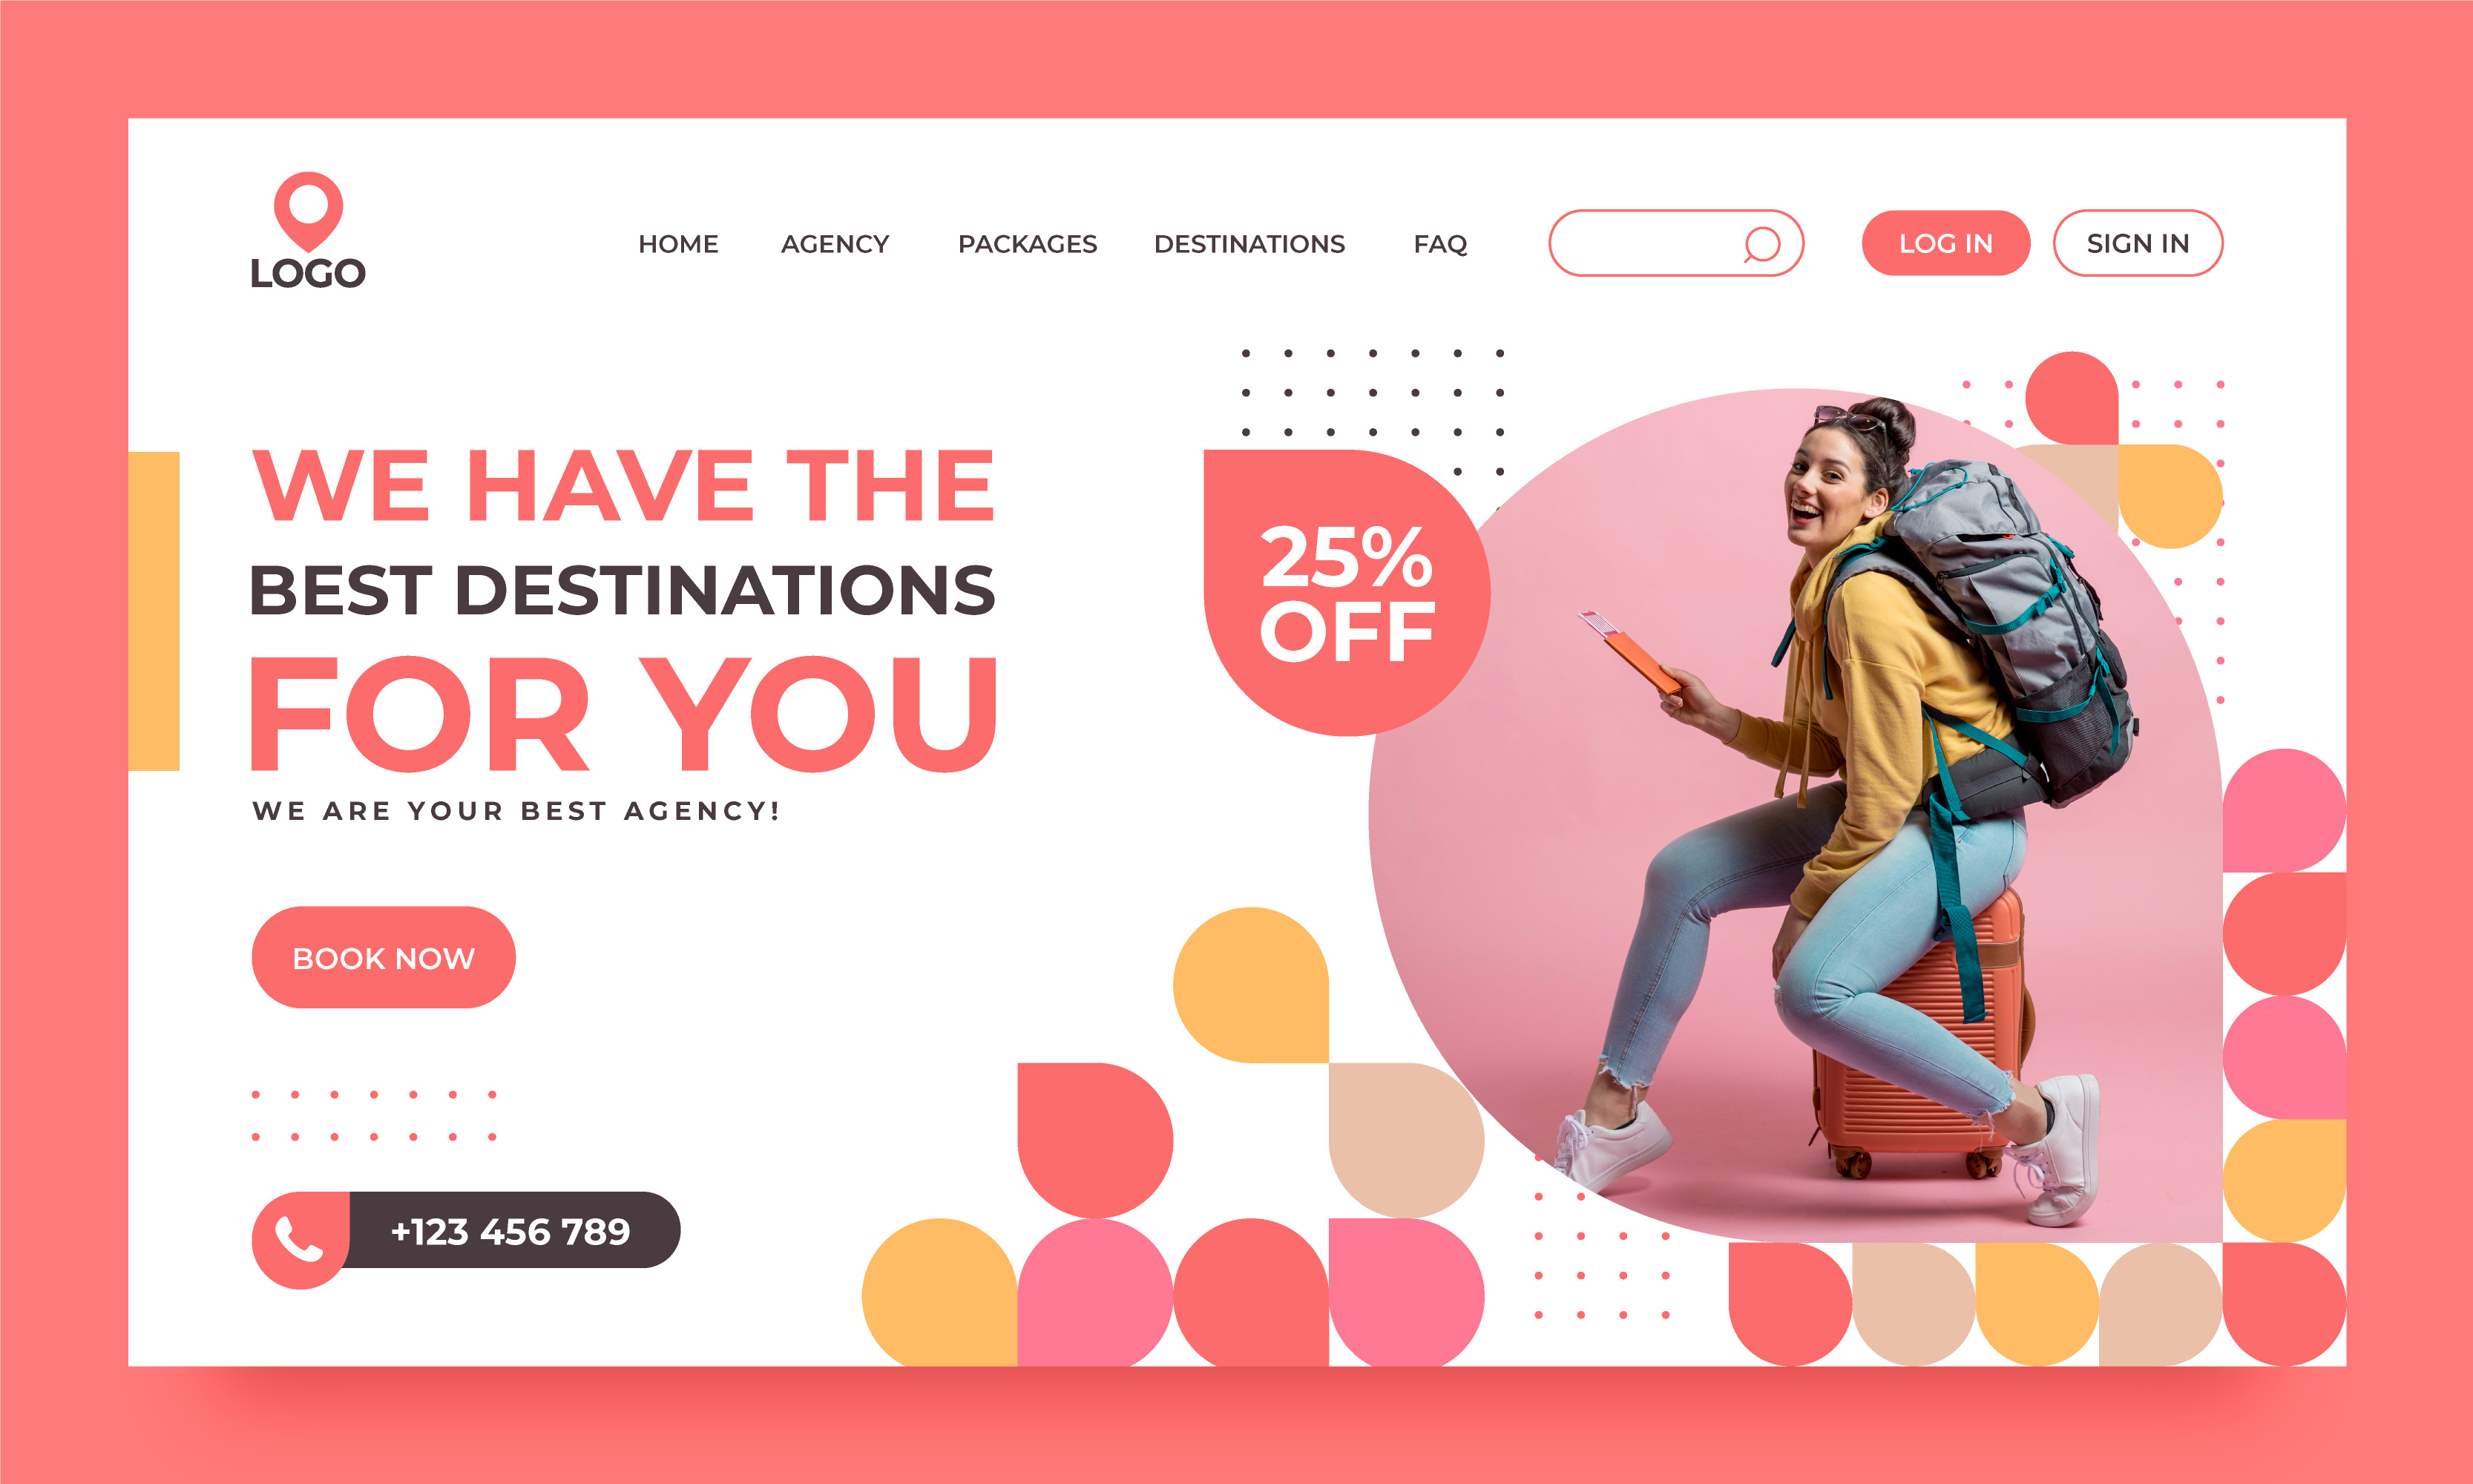 LOGO
HOME
AGENCY
PACKAGES
DESTINATIONS
FAQ
LOG IN
SIGN IN
WE HAVE THE
BEST DESTINATIONS
FOR YOU
WE ARE YOUR BEST AGENCY!
25%
OFF
BOOK NOW
+123 456 789